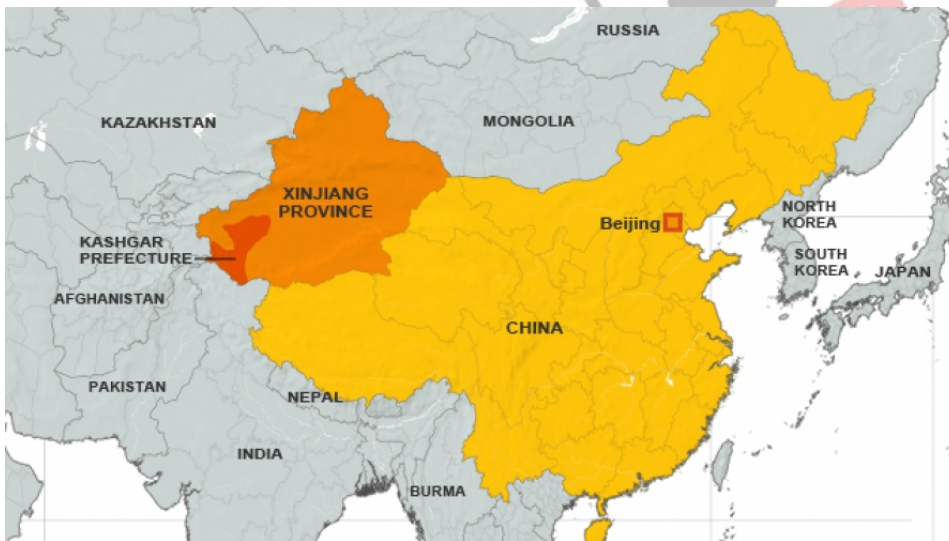 RUSSIA
KAZAKHSTAN
MONGOLIA
XINJIANG
PROVINCE
NORTH
KOREA
Beijing
KASHGAR
PREFECTURE
SOUTH
KOREA
JAPAN
AFGHANISTAN
CHINA
PAKISTAN
NEPAL
INDIA
BURMA